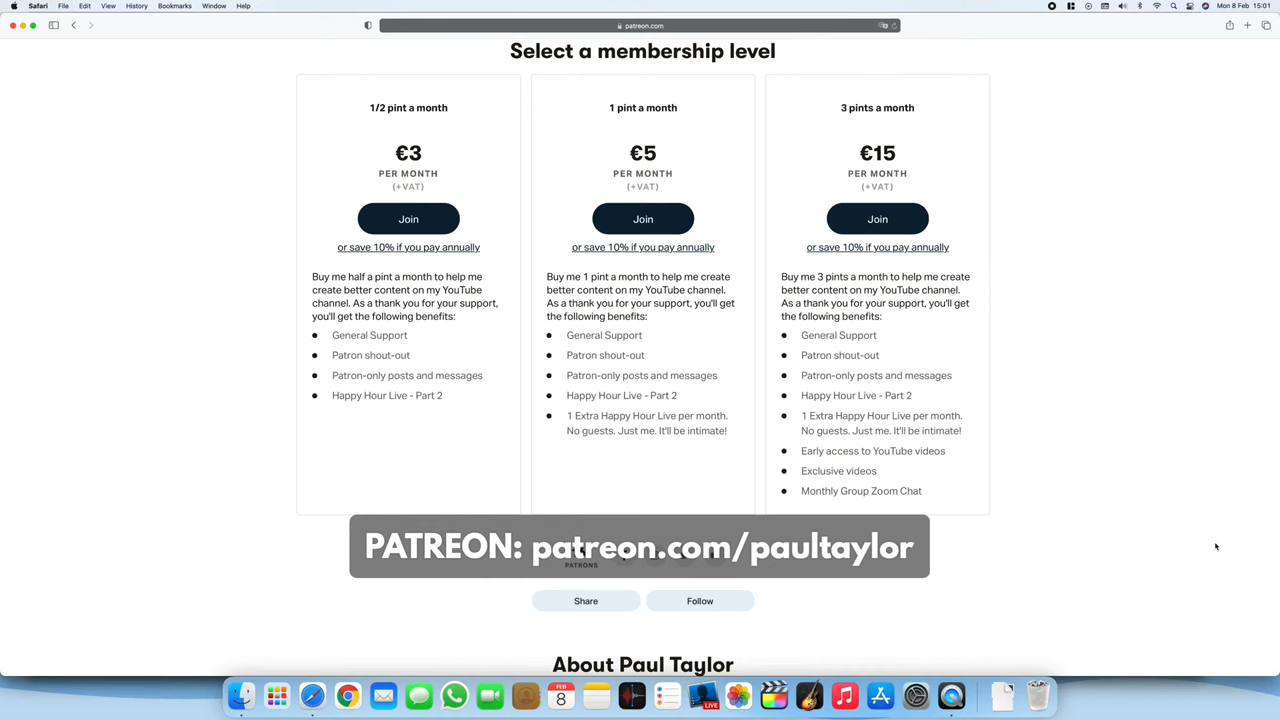 Safari File Edit View History Bookmarks Window Help
Mon 8 Feb 15:01
patreon.com
Select a membership level
1/2 pint a month
€3
PER MONTH
(+VAT)
Join
or save 10% if you pay annually
Buy me half a pint a month to help me
create better content on my YouTube
channel. As a thank you for your support,
you'll get the following benefits:
General Support
Patron shout-out
Patron-only posts and messages
Happy Hour Live - Part 2
1 pint a month
€5
PER MONTH
(+VAT)
Join
or save 10% if you pay annually
Buy me 1 pint a month to help me create
better content on my YouTube channel.
As a thank you for your support, you'll get
the following benefits:
General Support
Patron shout-out
Patron-only posts and messages
Happy Hour Live - Part 2
1 Extra Happy Hour Live per month.
No guests. Just me. It'll be intimate!
3 pints a month
€15
PER MONTH
(+VAT)
Join
or save 10% if you pay annually
Buy me 3 pints a month to help me create
better content on my YouTube channel.
As a thank you for your support, you'll get
the following benefits:
General Support
Patron shout-out
Patron-only posts and messages
Happy Hour Live - Part 2
1 Extra Happy Hour Live per month.
No guests. Just me. It'll be intimate!
Early access to YouTube videos
Exclusive videos
Monthly Group Zoom Chat
PATREON: patreon.com/paultaylor
PATRONS
Share
Follow
About Paul Taylor
FEB
8
LIVE